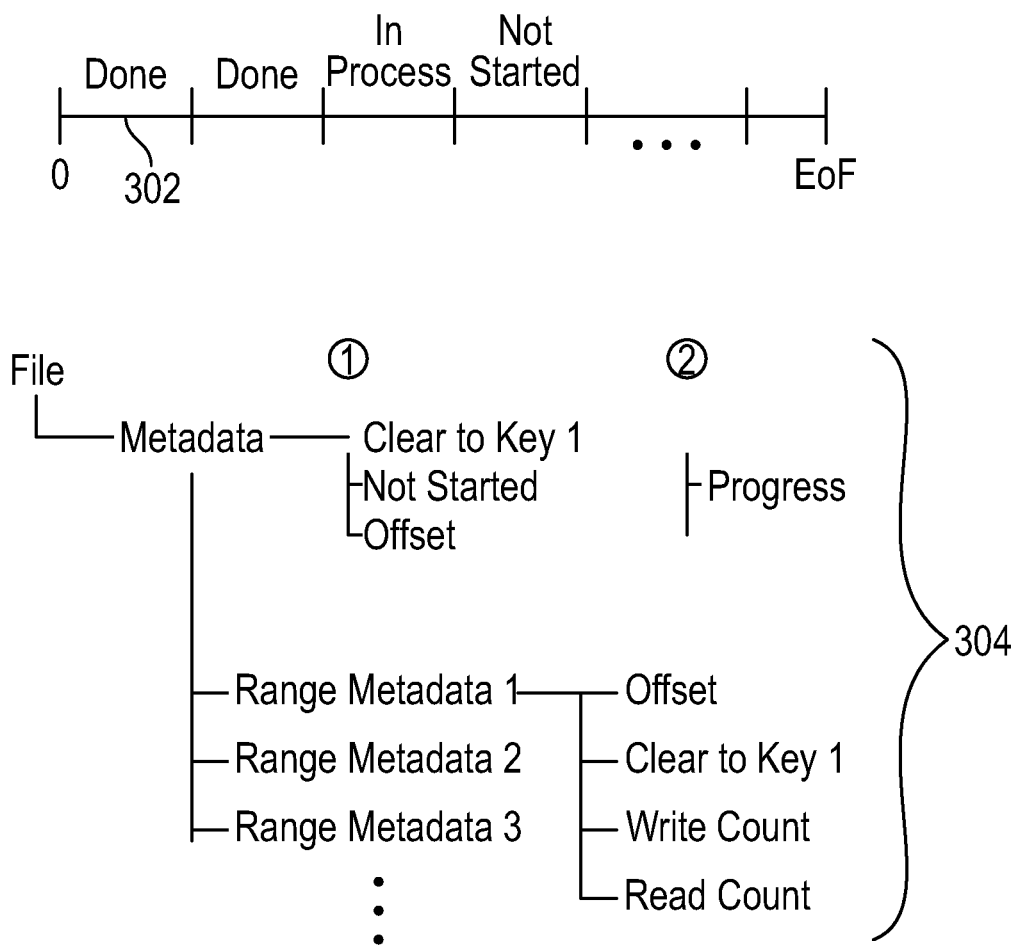 In
Process
Not
Started
Done
Done
0
302
EoF
File
①
②
Metadata
Clear to Key 1
Not Started
Progress
Offset
304
Range Metadata 1
Offset
Range Metadata 2
Clear to Key 1
Range Metadata 3
Write Count
Read Count